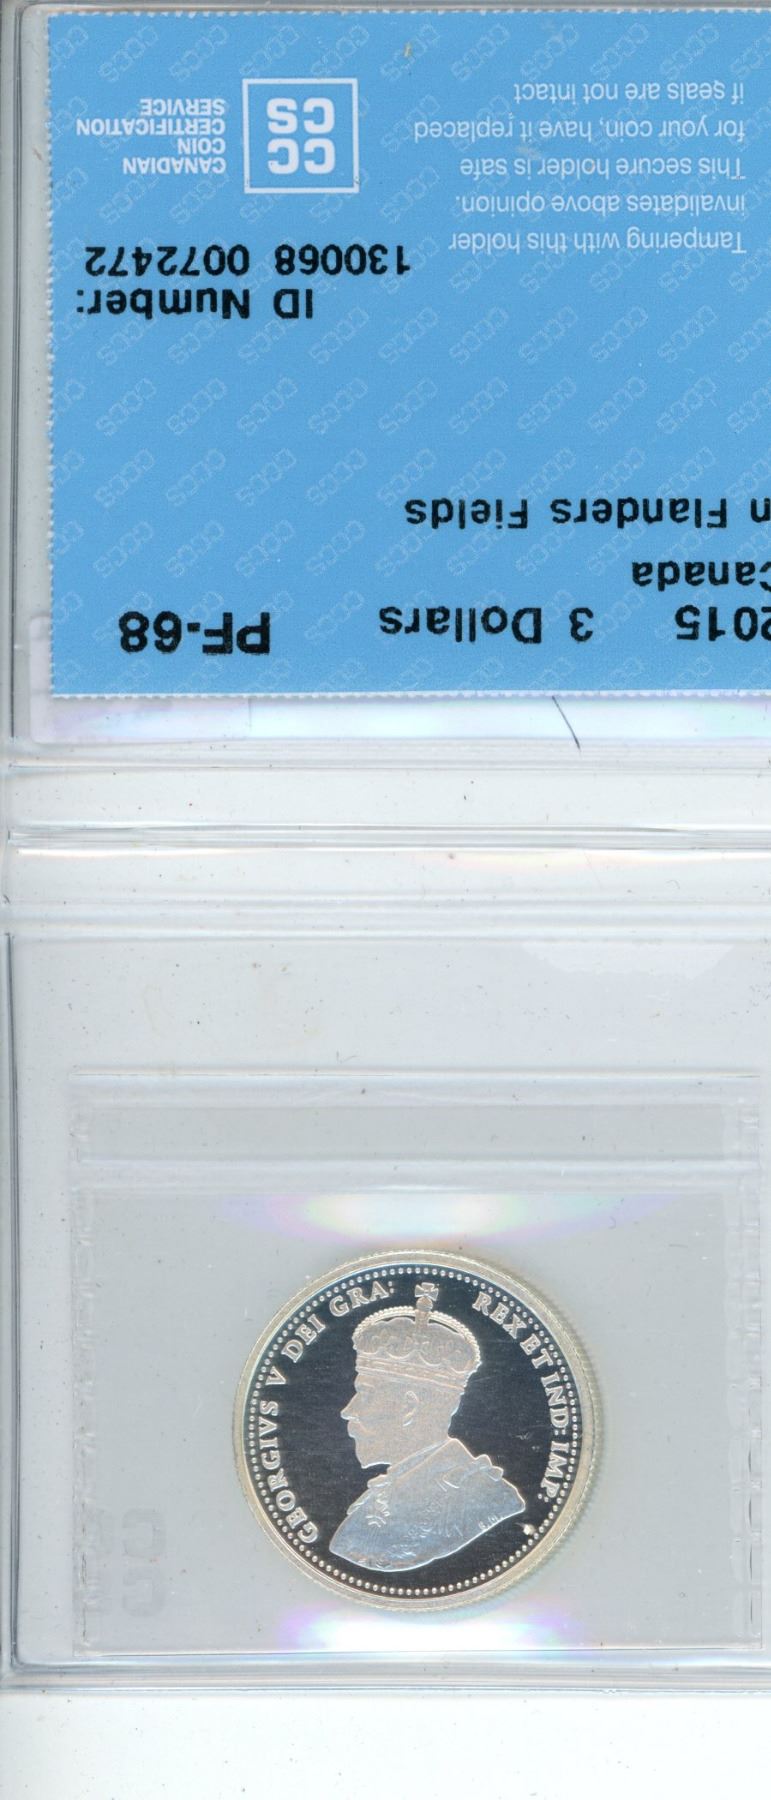 2015 3 Dollars PF-68
Canada
In Flanders Fields
ID Number:
130068 0072472
Tampering with this holder
invalidates above opinion.
This secure holder is safe
for your coin, have it replaced
if seals are not intact
CC
CS
CANADIAN
COIN
CERTIFICATION
SERVICE
GEORGIVS V DEI GRA: REX ET IND: IMP:
E.M.